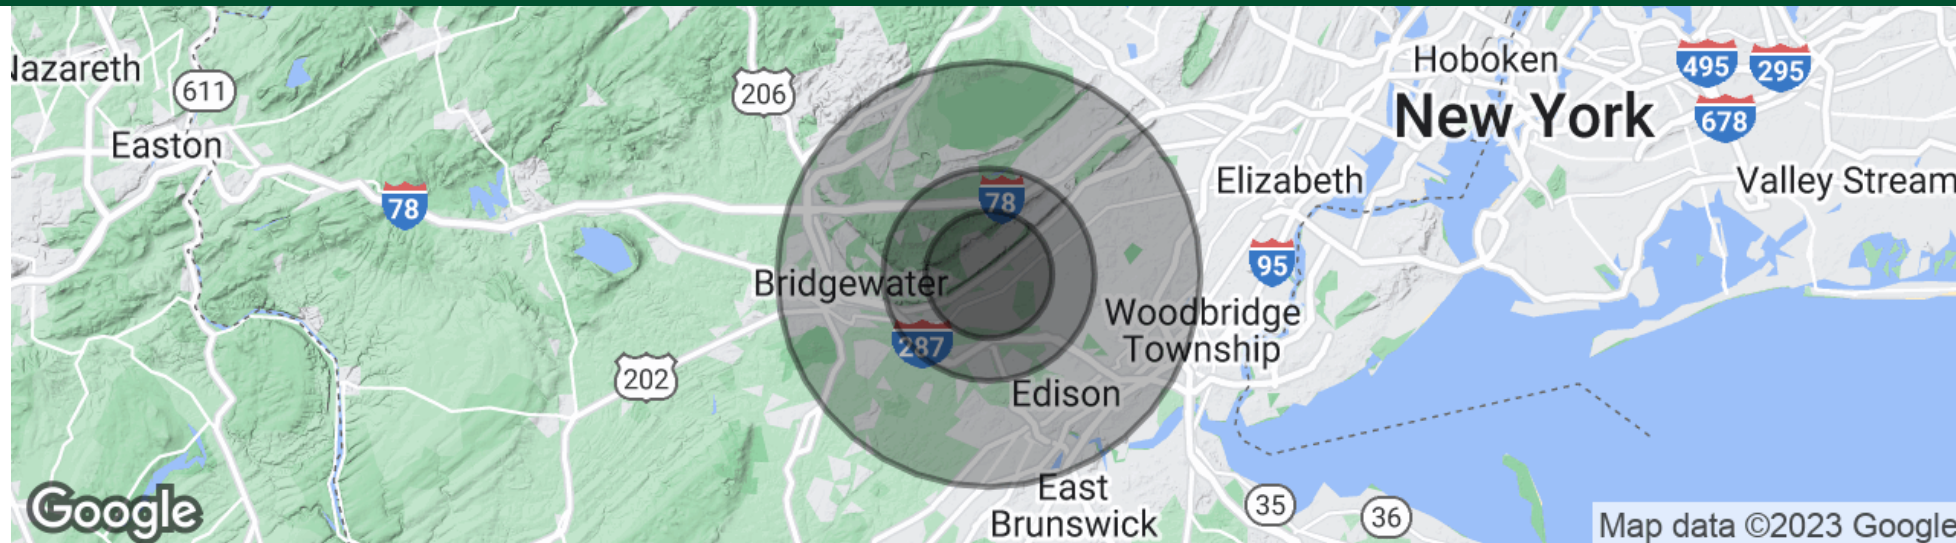 Nazareth
611
Easton
78
206
Hoboken
New York
495
295
678
Elizabeth
Valley Stream
78
95
Bridgewater
287
Woodbridge
Township
202
Edison
East
Brunswick
35
36
Google
Map data ©2023 Google